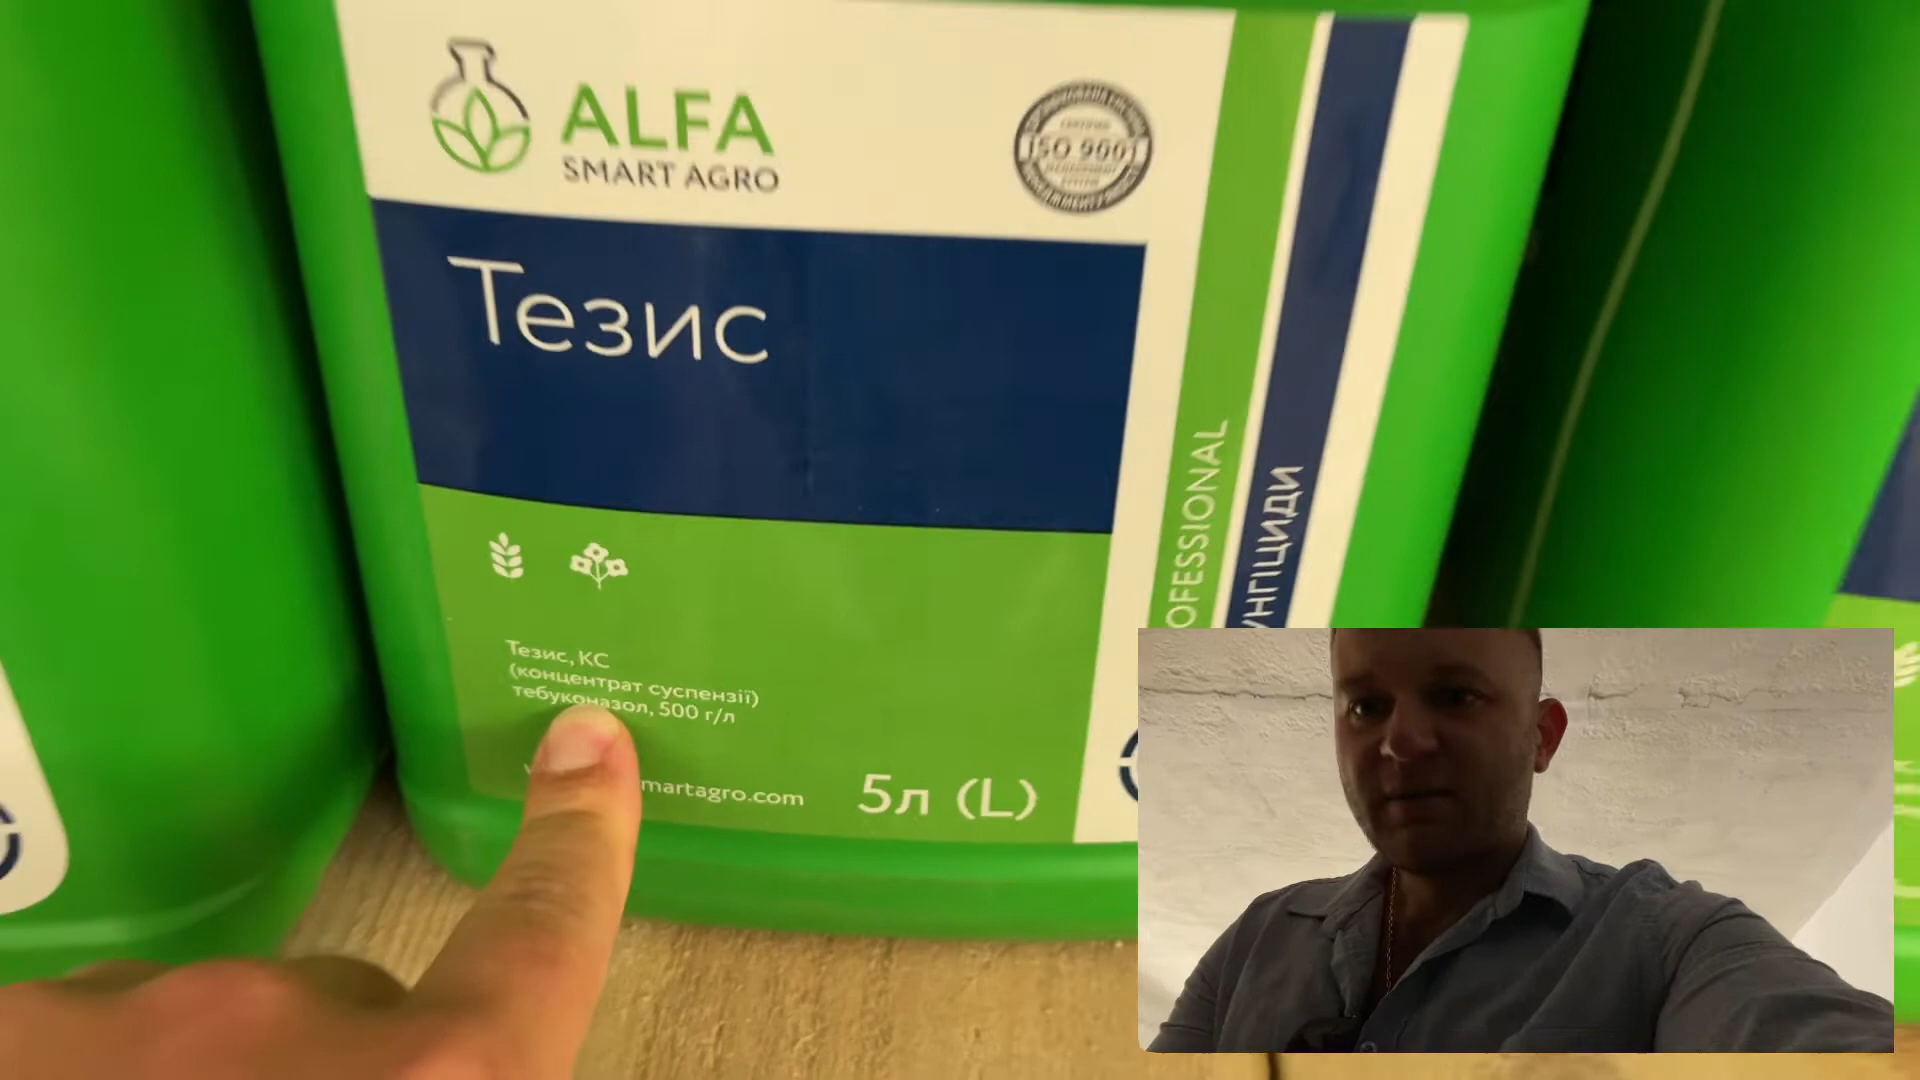 ALFA
SMART AGRO
ISO 9001
Тезис
Тезис, КС
(концентрат суспензії)
тебуконазол, 500 г/л
martagro.com
5л (L)
OFESSIONAL
УНГІЦИДИ